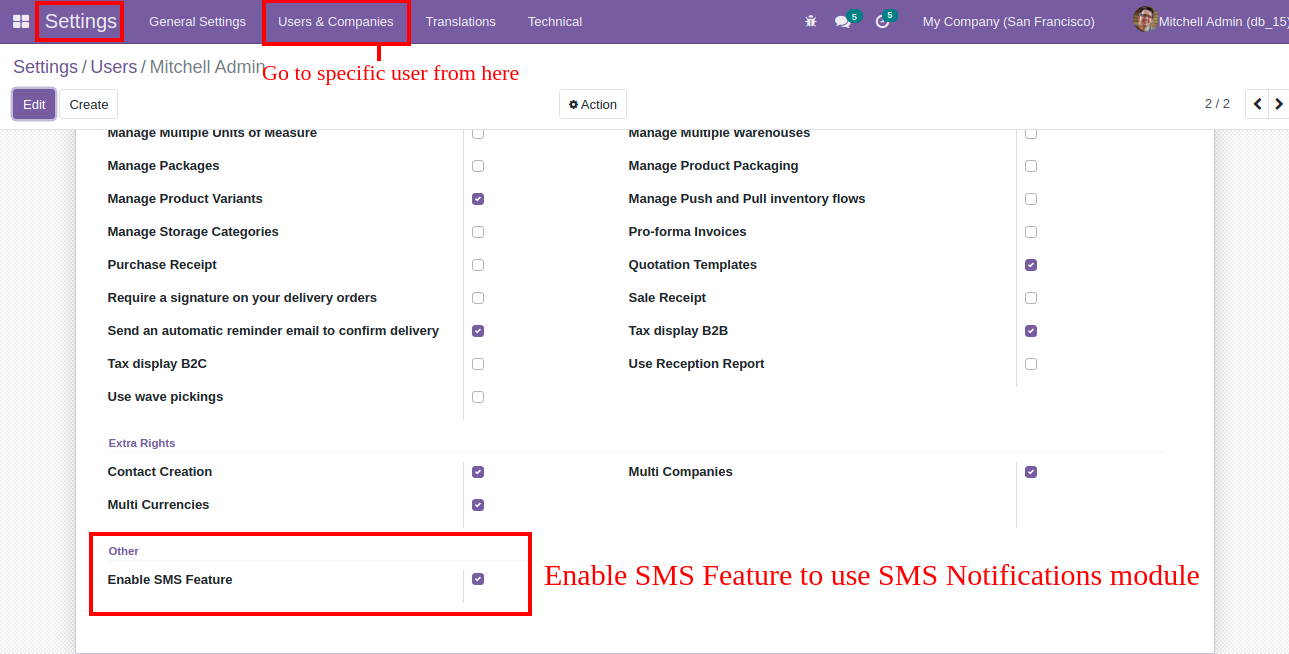 Settings General Settings Users & Companies Translations Technical 5 5 My Company (San Francisco) Mitchell Admin (db_15)
Settings / Users / Mitchell Admin
Go to specific user from here
Edit Create Action 2 / 2
Manage Multiple Units of Measure Manage Multiple Warehouses
Manage Packages Manage Product Packaging
Manage Product Variants Manage Push and Pull inventory flows
Manage Storage Categories Pro-forma Invoices
Purchase Receipt Quotation Templates
Require a signature on your delivery orders Sale Receipt
Send an automatic reminder email to confirm delivery Tax display B2B
Tax display B2C Use Reception Report
Use wave pickings
Extra Rights
Contact Creation Multi Companies
Multi Currencies
Other
Enable SMS Feature
Enable SMS Feature to use SMS Notifications module